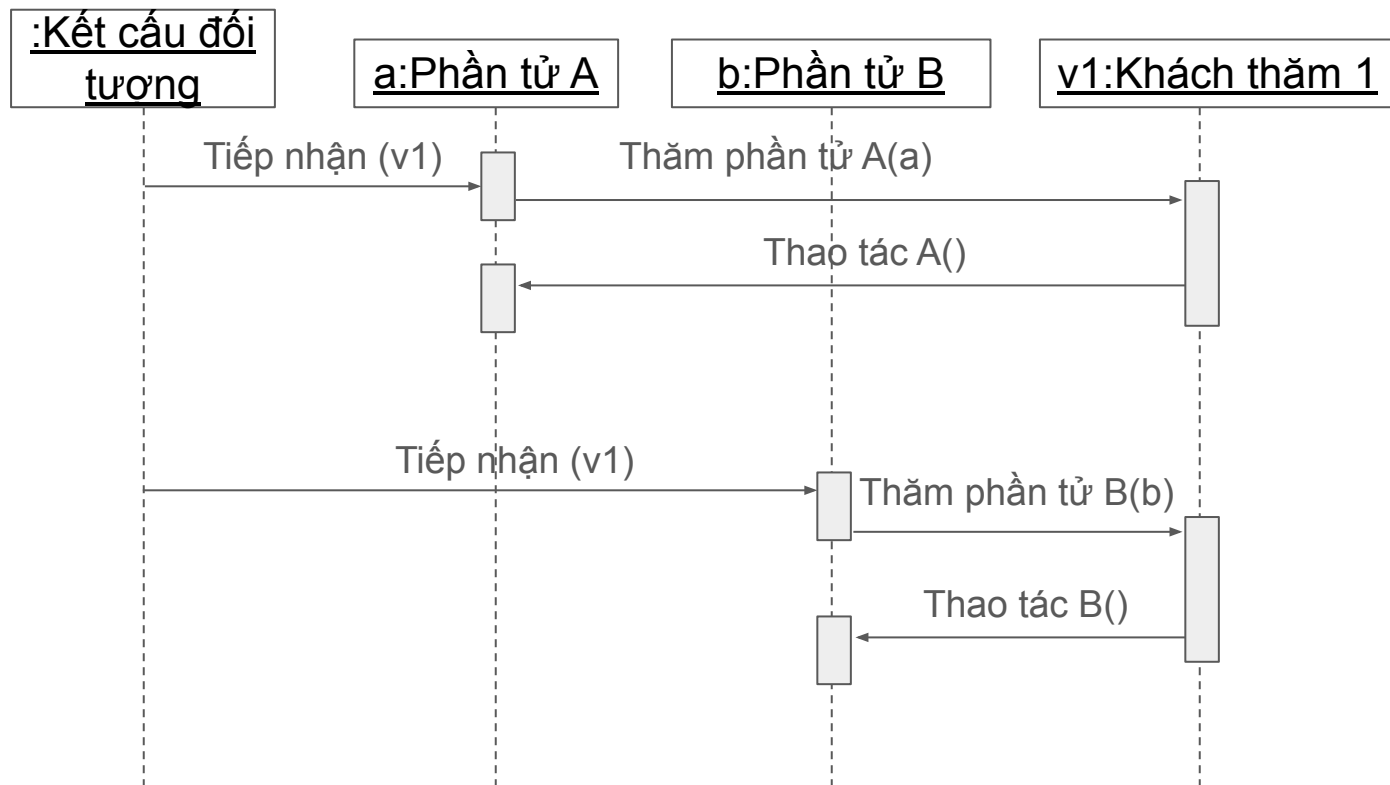 :Kết cấu đối
tượng
a:Phần tử A
b:Phần tử B
v1:Khách thăm 1
Tiếp nhận (v1)
Thăm phần tử A(a)
Thao tác A()
Tiếp nhận (v1)
Thăm phần tử B(b)
Thao tác B()